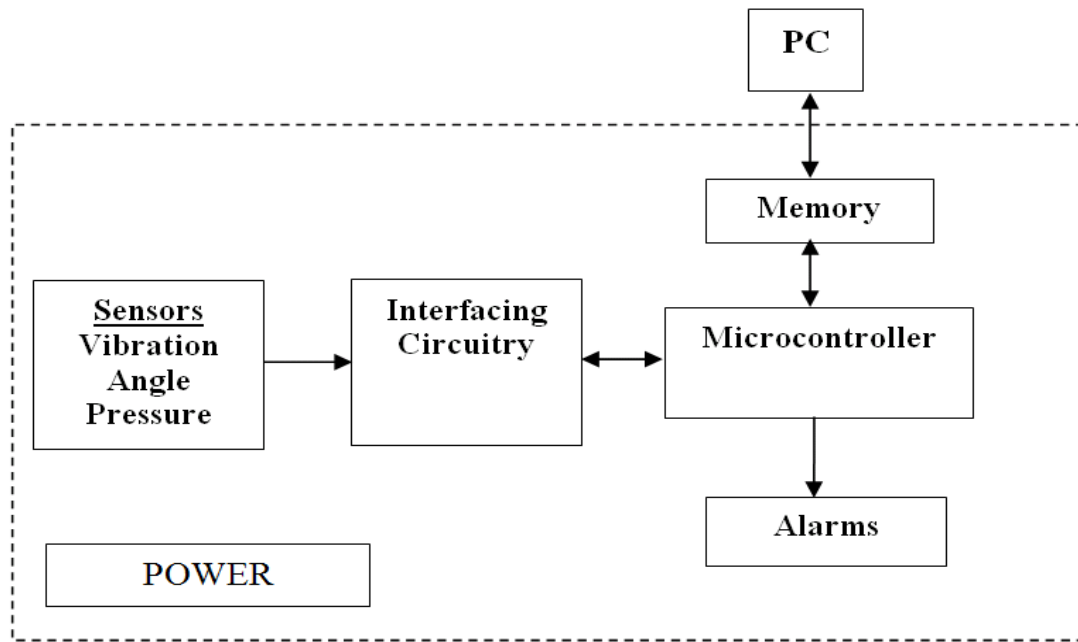 PC
Memory
Sensors
Vibration
Angle
Pressure
Interfacing
Circuitry
Microcontroller
Alarms
POWER